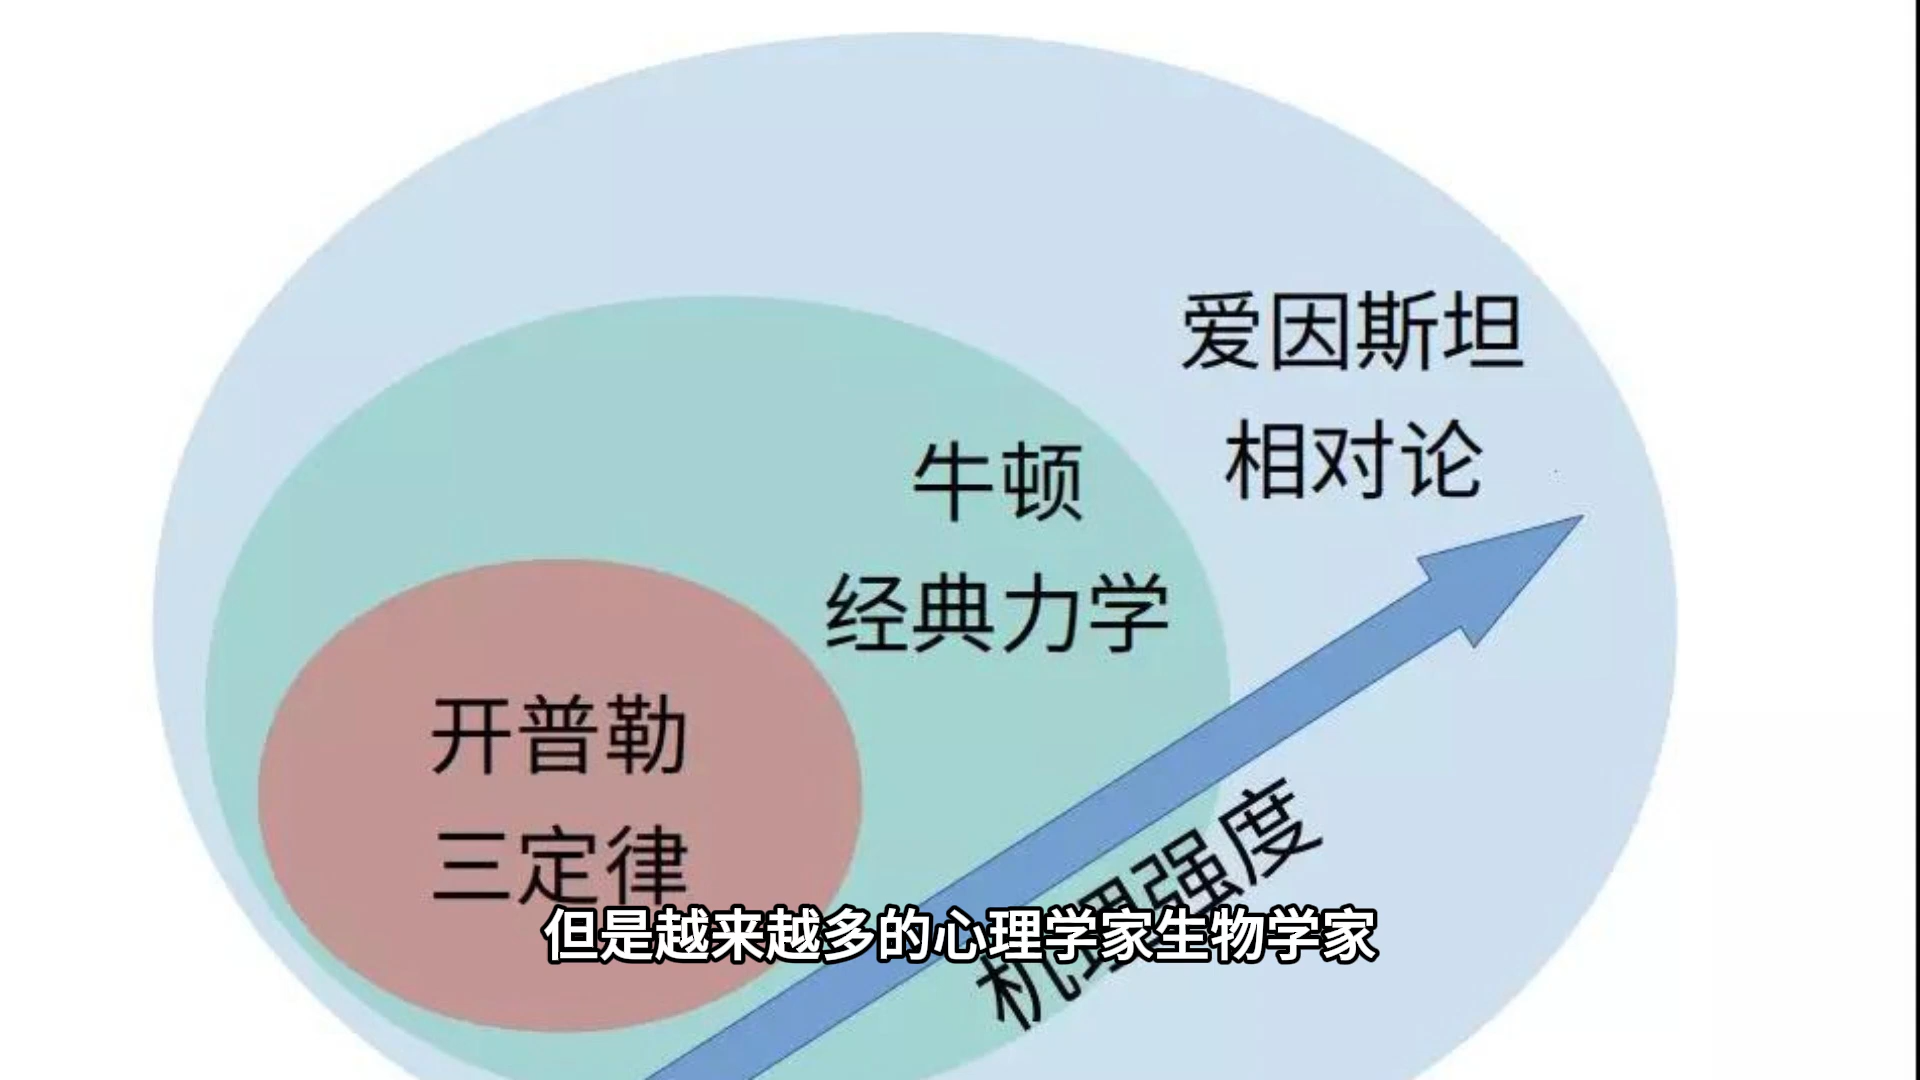 爱因斯坦
相对论
牛顿
经典力学
开普勒
三定律
机理强度
但是越来越多的心理学家生物学家